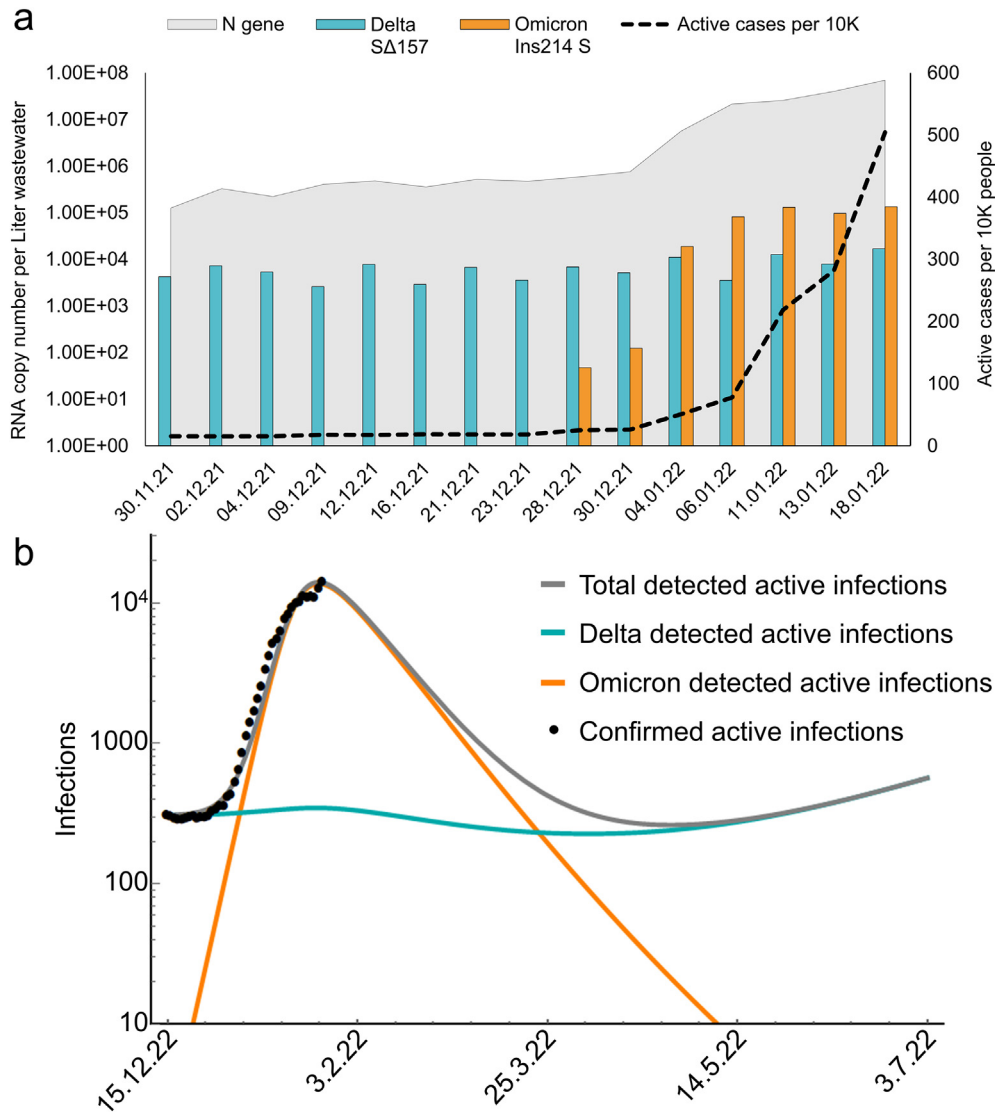 a
N gene
Delta
SΔ157
Omicron
Ins214 S
Active cases per 10K
RNA copy number per Liter wastewater
1.00E+08
1.00E+07
1.00E+06
1.00E+05
1.00E+04
1.00E+03
1.00E+02
1.00E+01
1.00E+00
600
500
400
300
200
100
0
Active cases per 10K people
30.11.21
02.12.21
04.12.21
09.12.21
12.12.21
16.12.21
21.12.21
23.12.21
28.12.21
30.12.21
04.01.22
06.01.22
11.01.22
13.01.22
18.01.22
b
Total detected active infections
Delta detected active infections
Omicron detected active infections
Confirmed active infections
Infections
10⁴
1000
100
10
15.12.22
3.2.22
25.3.22
14.5.22
3.7.22